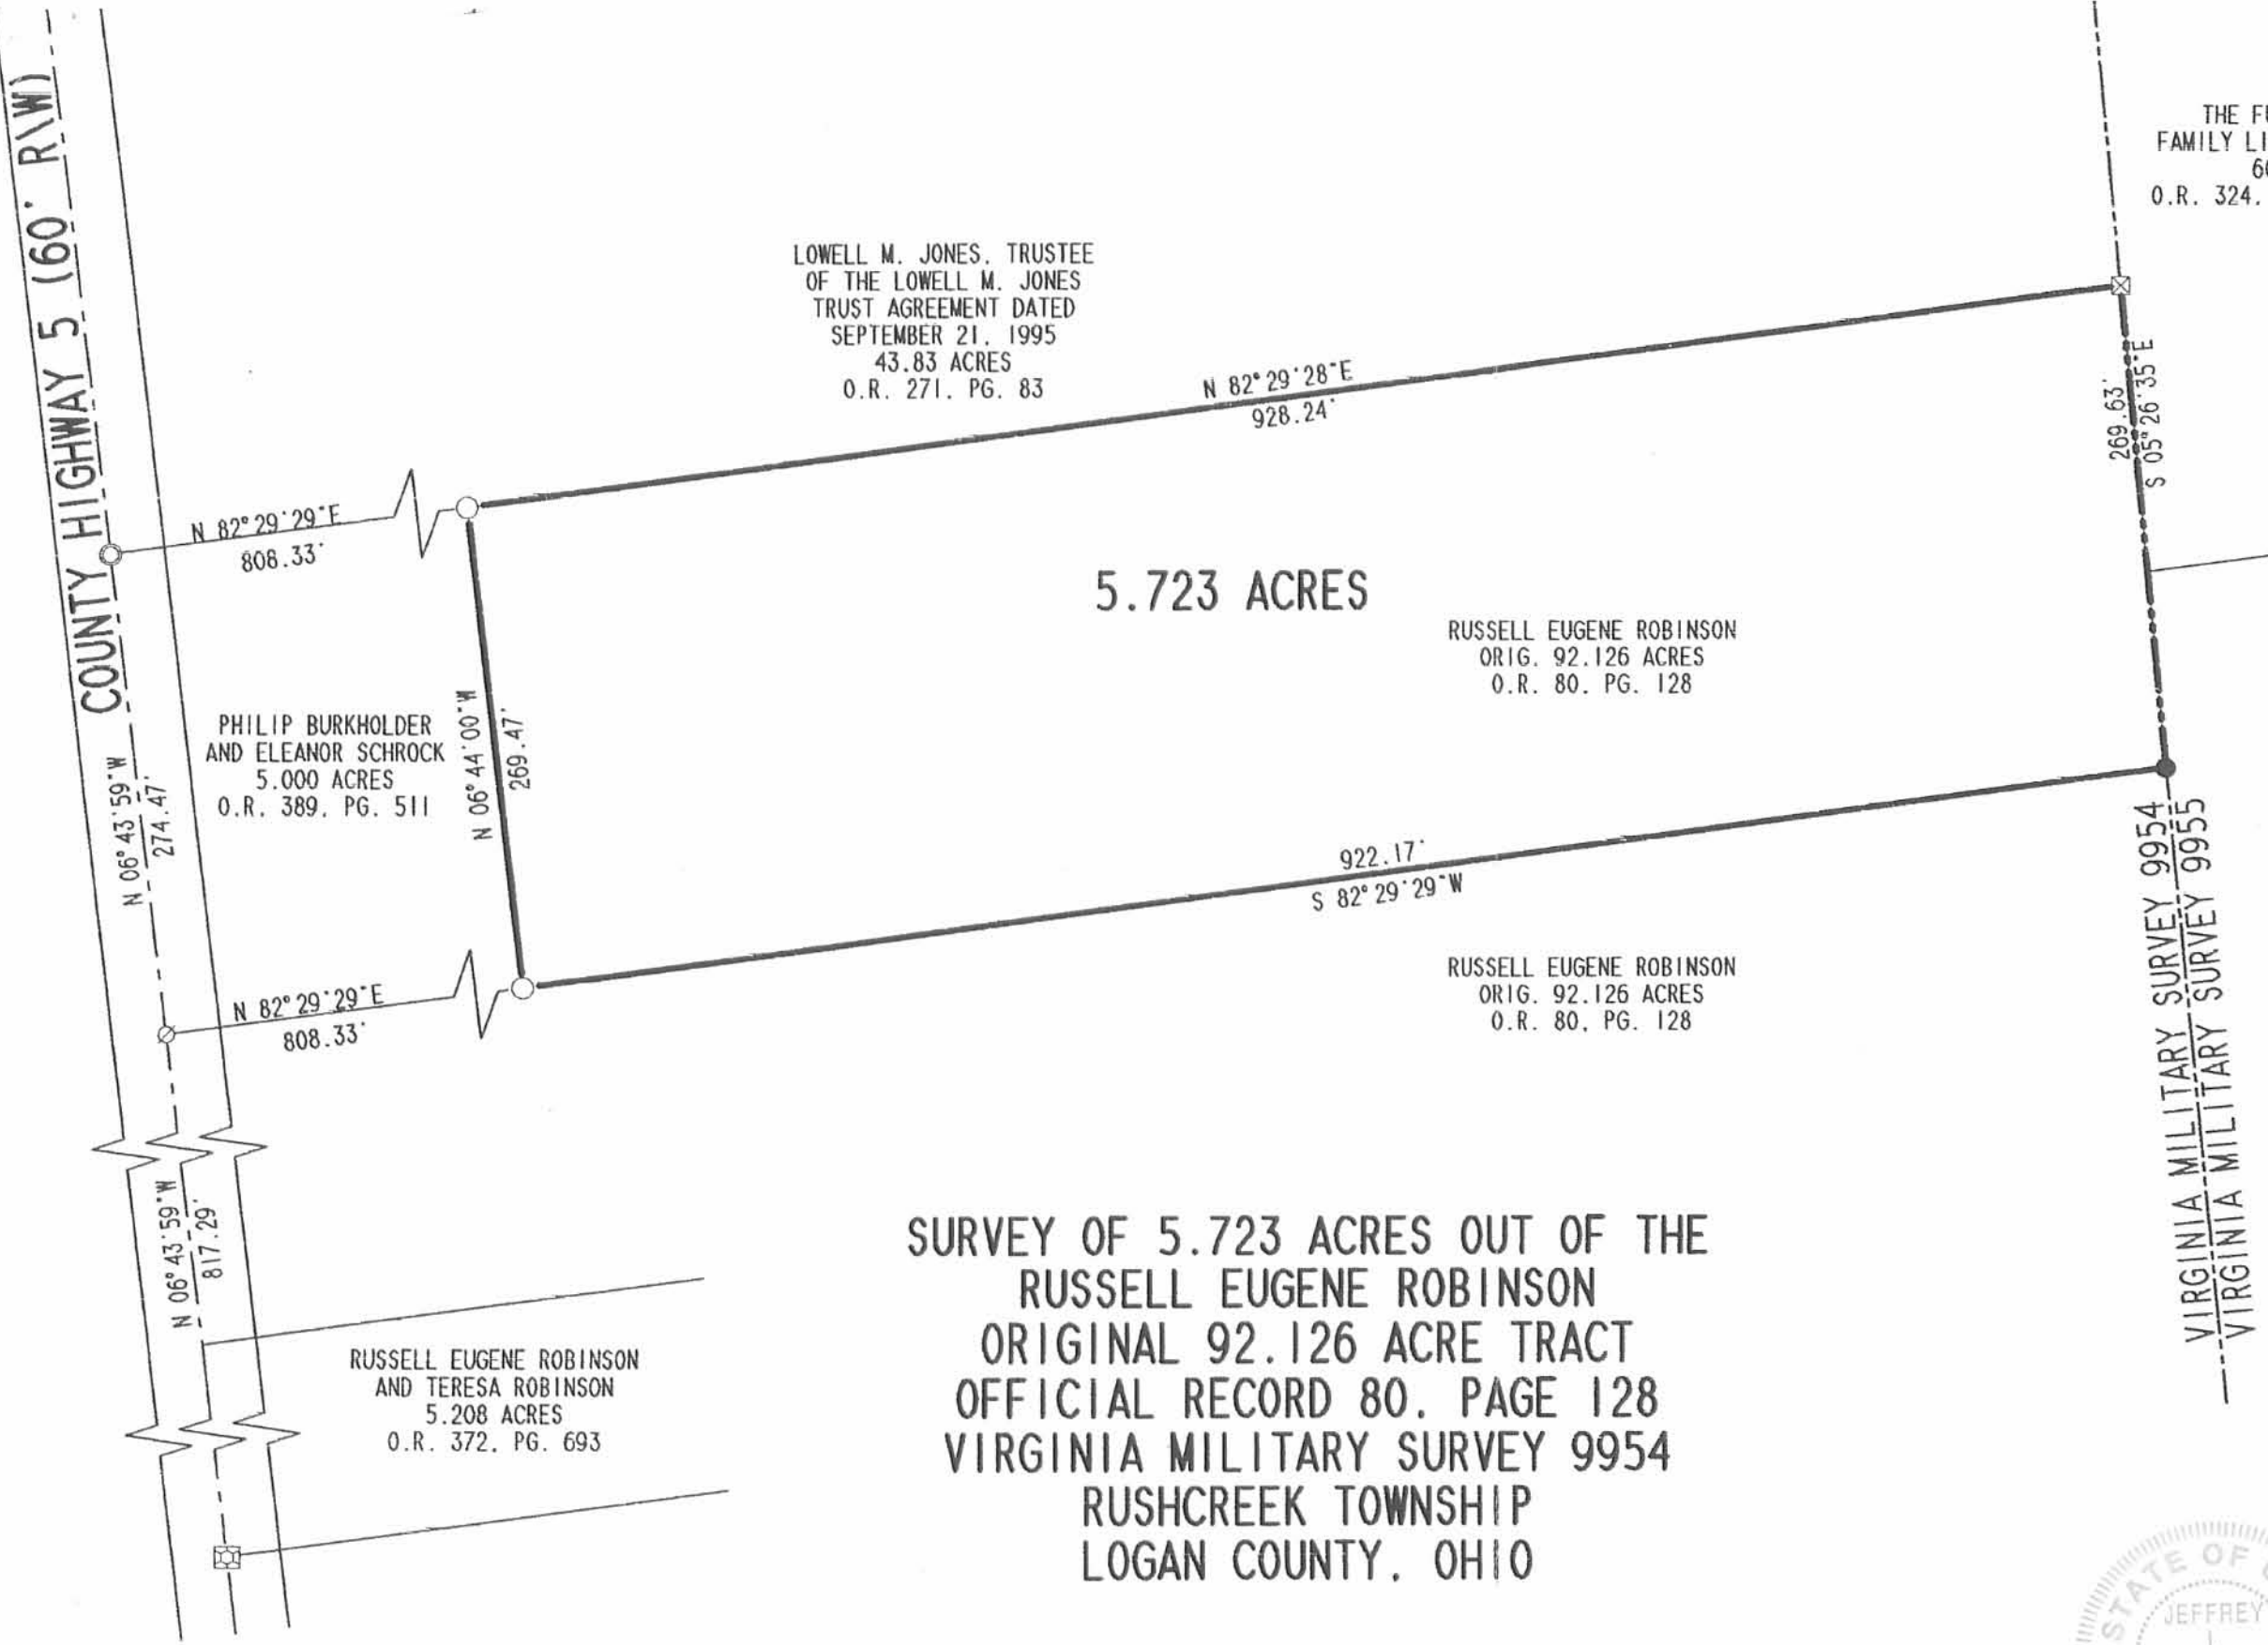 COUNTY HIGHWAY 5 (60' R\W)
THE
FAMILY
O.R. 324.
LOWELL M. JONES. TRUSTEE
OF THE LOWELL M. JONES
TRUST AGREEMENT DATED
SEPTEMBER 21. 1995
43.83 ACRES
O.R. 271. PG. 83
N 82°29'28"E
928.24'
269.63'
S 05°26'35"E
N 82°29'29"E
808.33'
5.723 ACRES
RUSSELL EUGENE ROBINSON
ORIG. 92.126 ACRES
O.R. 80. PG. 128
PHILIP BURKHOLDER
AND ELEANOR SCHROCK
5.000 ACRES
O.R. 389. PG. 511
N 06°44'00"W
269.47'
N 06°43'59"W
274.47'
922.17'
S 82°29'29"W
VIRGINIA MILITARY SURVEY 9954
VIRGINIA MILITARY SURVEY 9955
N 82°29'29"E
808.33'
RUSSELL EUGENE ROBINSON
ORIG. 92.126 ACRES
O.R. 80. PG. 128
N 06°43'59"W
817.29'
RUSSELL EUGENE ROBINSON
AND TERESA ROBINSON
5.208 ACRES
O.R. 372. PG. 693
SURVEY OF 5.723 ACRES OUT OF THE
RUSSELL EUGENE ROBINSON
ORIGINAL 92.126 ACRE TRACT
OFFICIAL RECORD 80. PAGE 128
VIRGINIA MILITARY SURVEY 9954
RUSHCREEK TOWNSHIP
LOGAN COUNTY. OHIO
STATE OF
JEFFREY